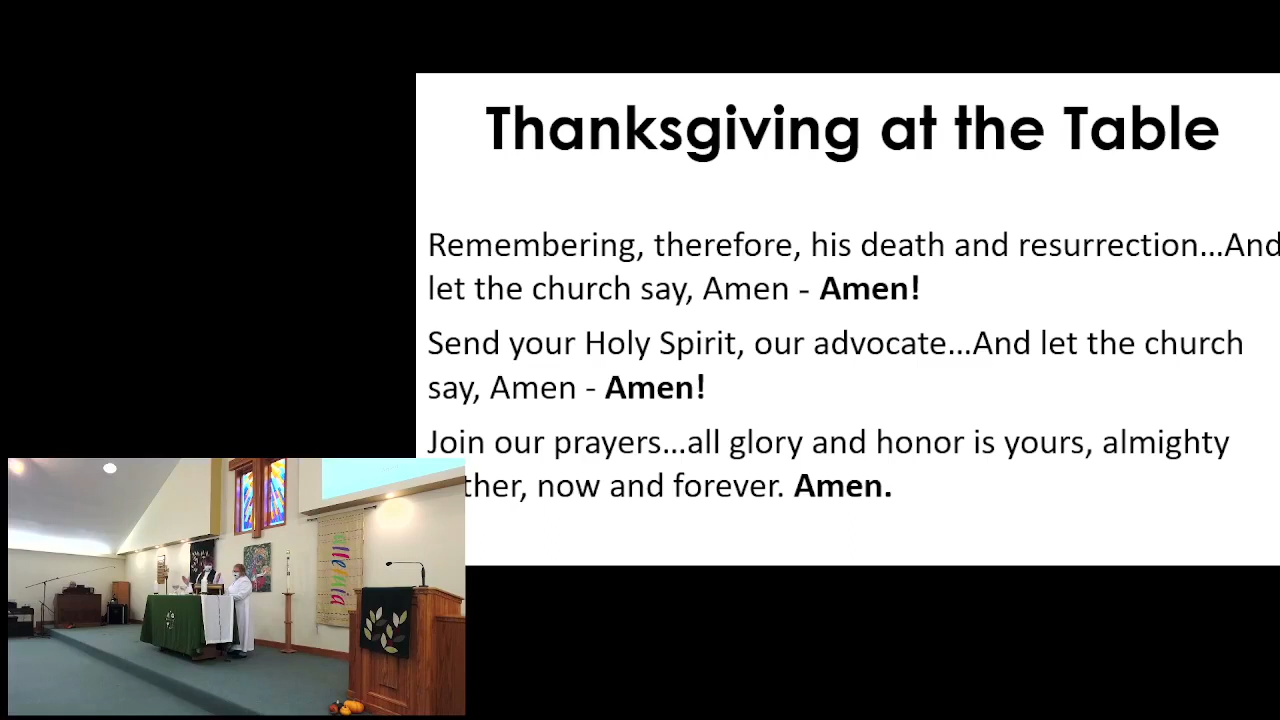 Thanksgiving at the Table
Remembering, therefore, his death and resurrection…And
let the church say, Amen - Amen!
Send your Holy Spirit, our advocate…And let the church
say, Amen - Amen!
Join our prayers…all glory and honor is yours, almighty
ther, now and forever. Amen.
alleluia